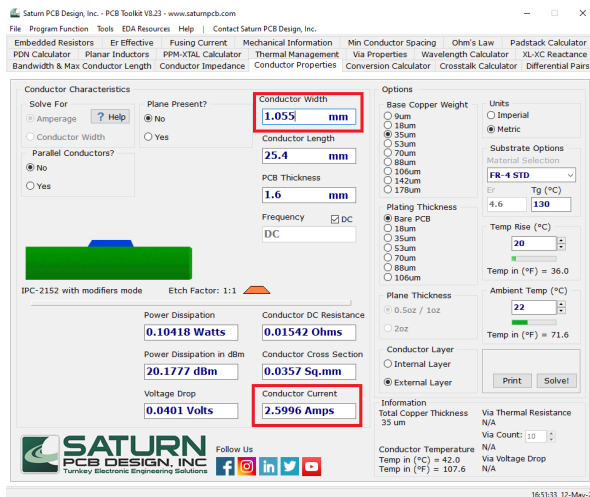 Saturn PCB Design, Inc. - PCB Toolkit V8.23 - www.saturnpcb.com
File Program Function Tools EDA Resources Help | Contact Saturn PCB Design, Inc.
Embedded Resistors Er Effective Fusing Current Mechanical Information Min Conductor Spacing Ohm's Law Padstack Calculator
PDN Calculator Planar Inductors PPM-XTAL Calculator Thermal Management Via Properties Wavelength Calculator XL-XC Reactance
Bandwidth & Max Conductor Length Conductor Impedance Conductor Properties Conversion Calculator Crosstalk Calculator Differential Pairs
Conductor Characteristics
Solve For
Amperage
? Help
Conductor Width
Plane Present?
No
Yes
Parallel Conductors?
No
Yes
Conductor Width
1.055 mm
Conductor Length
25.4 mm
PCB Thickness
1.6 mm
Frequency DC
DC
IPC-2152 with modifiers mode Etch Factor: 1:1
Power Dissipation
0.10418 Watts
Conductor DC Resistance
0.01542 Ohms
Power Dissipation in dBm
20.1777 dBm
Conductor Cross Section
0.0357 Sq.mm
Voltage Drop
0.0401 Volts
Conductor Current
2.5996 Amps
SATURN
PCB DESIGN, INC
Turnkey Electronic Engineering Solutions
Follow Us
Options
Base Copper Weight
9um
18um
35um
53um
70um
88um
106um
142um
178um
Plating Thickness
Bare PCB
18um
35um
53um
70um
88um
106um
Plane Thickness
0.5oz / 1oz
2oz
Conductor Layer
Internal Layer
External Layer
Units
Imperial
Metric
Substrate Options
Material Selection
FR-4 STD
Er Tg (°C)
4.6 130
Temp Rise (°C)
20
Temp in (°F) = 36.0
Ambient Temp (°C)
22
Temp in (°F) = 71.6
Print Solve!
Information
Total Copper Thickness
35 um
Conductor Temperature
Temp in (°C) = 42.0
Temp in (°F) = 107.6
Via Thermal Resistance
N/A
Via Count: 10
N/A
Via Voltage Drop
N/A
16:51:33 12-May-2